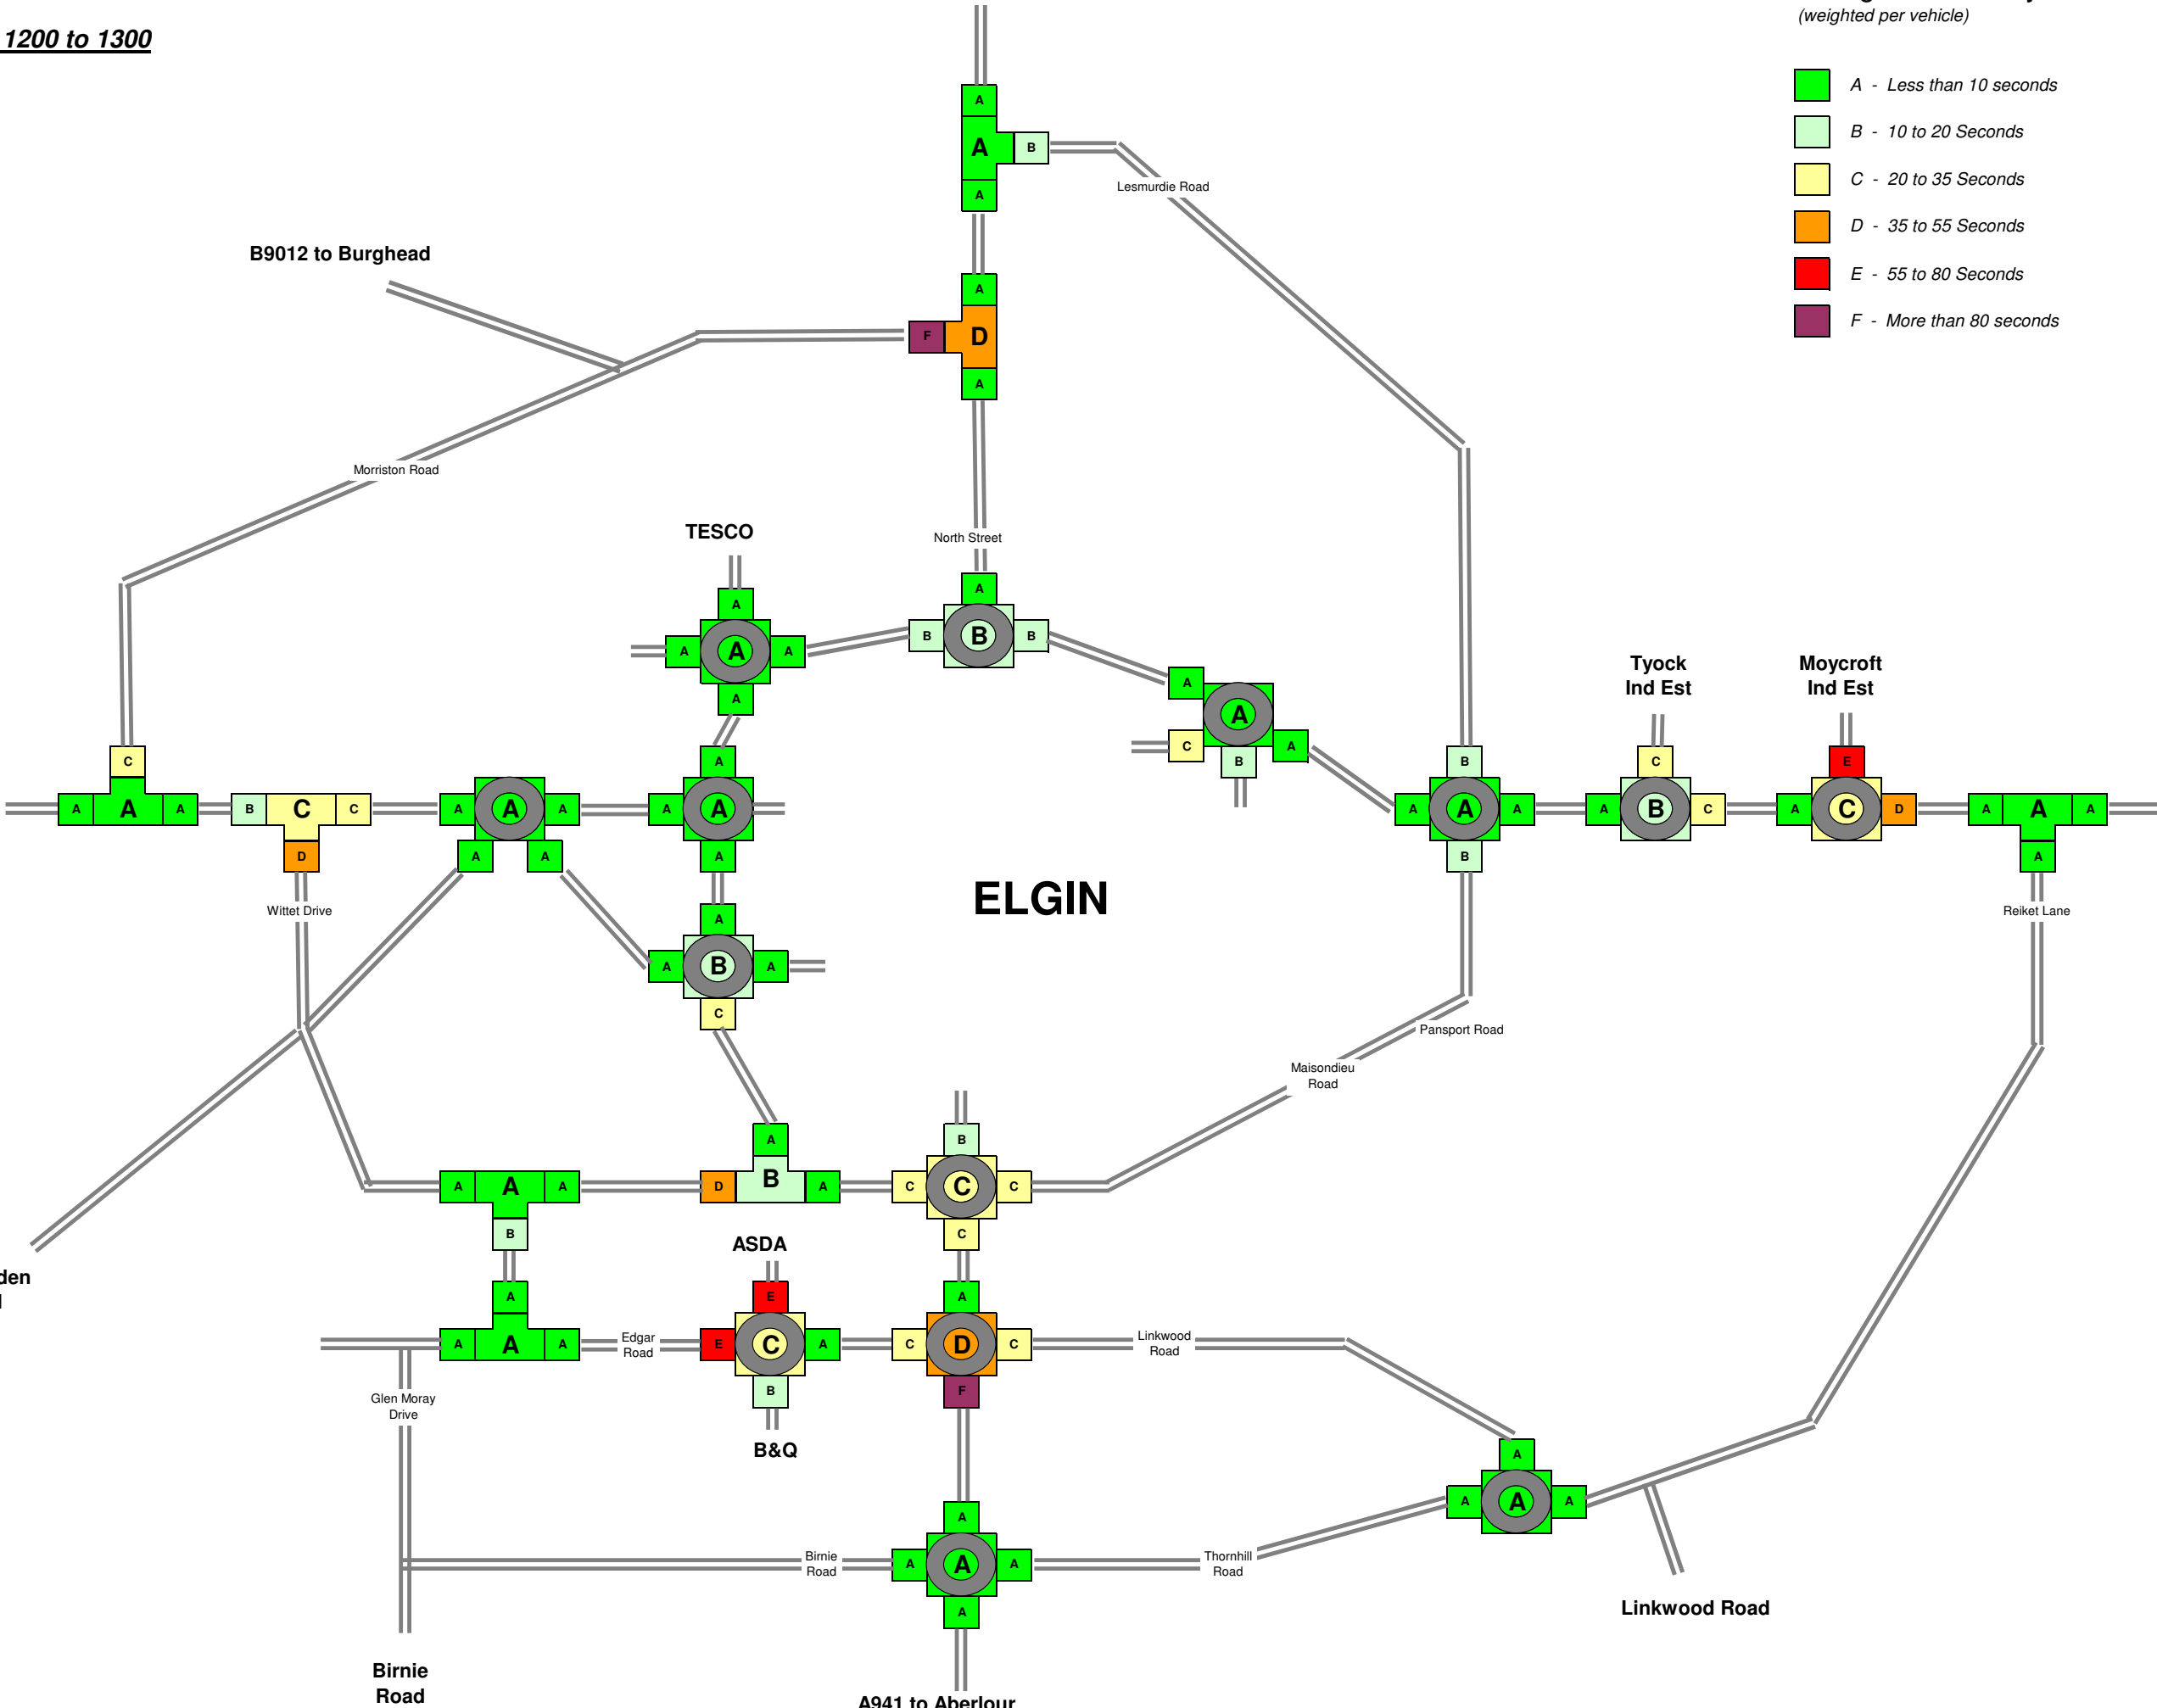 1200 to 1300
(weighted per vehicle)
A - Less than 10 seconds
B - 10 to 20 Seconds
C - 20 to 35 Seconds
D - 35 to 55 Seconds
E - 55 to 80 Seconds
F - More than 80 seconds
A
A B
A
Lesmurdie Road
B9012 to Burghead
A
F D
A
Morriston Road
TESCO
North Street
A
A
B B B
A A A
A
Tyock
Ind Est
Moycroft
Ind Est
A
A
C A
B
C
A A A
B C C
D
A A A
A A
A
A A
A
B
A A A
B
C
A B C
E
A C D
A A A
A
Wittet Drive
ELGIN
Reiket Lane
A
A B A
C
Pansport Road
Maisondieu
Road
A
D B A
B
C C C
C
A A A
B
ASDA
A
A A A
Edgar
Road
E
E C A
B
A
C D C
F
Linkwood
Road
Glen Moray
Drive
B&Q
A
A A A
A
A A A
A
Birnie
Road
Thornhill
Road
Linkwood Road
Birnie
Road
A941 to Aberlour